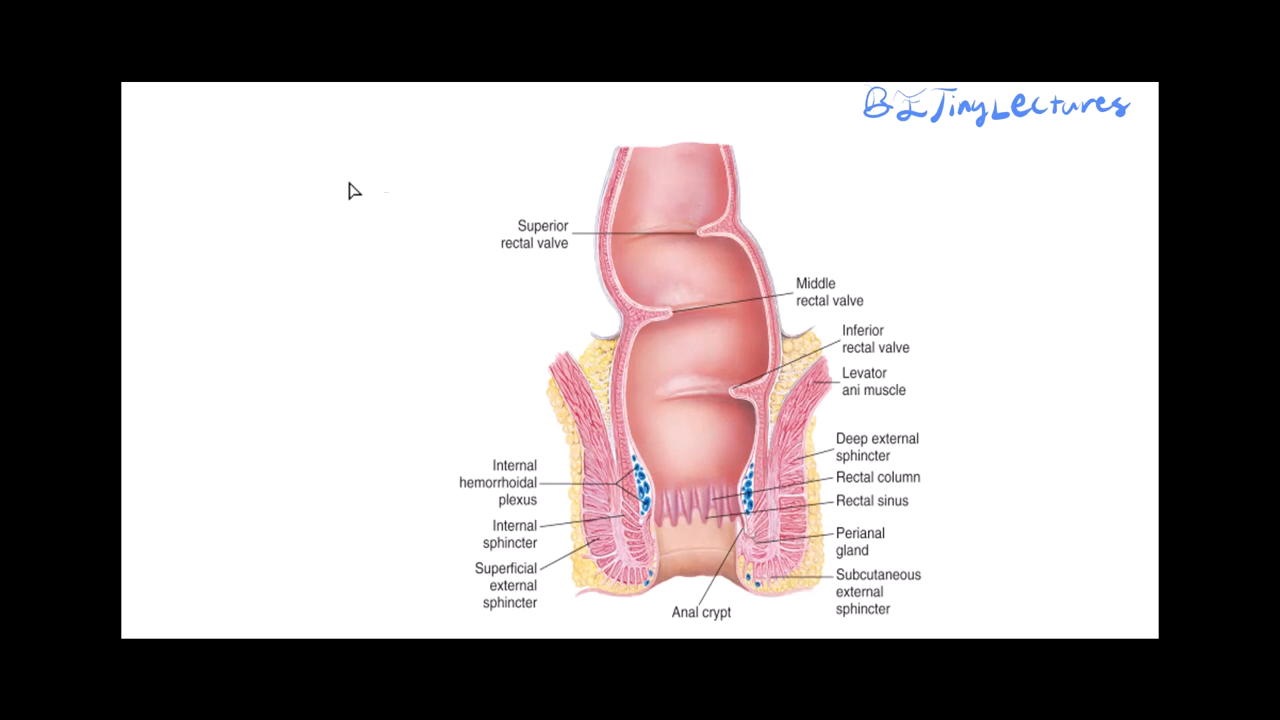 BI TinyLectures
Superior
rectal valve
Middle
rectal valve
Inferior
rectal valve
Levator
ani muscle
Deep external
sphincter
Rectal column
Rectal sinus
Perianal
gland
Subcutaneous
external
sphincter
Internal
hemorrhoidal
plexus
Internal
sphincter
Superficial
external
sphincter
Anal crypt